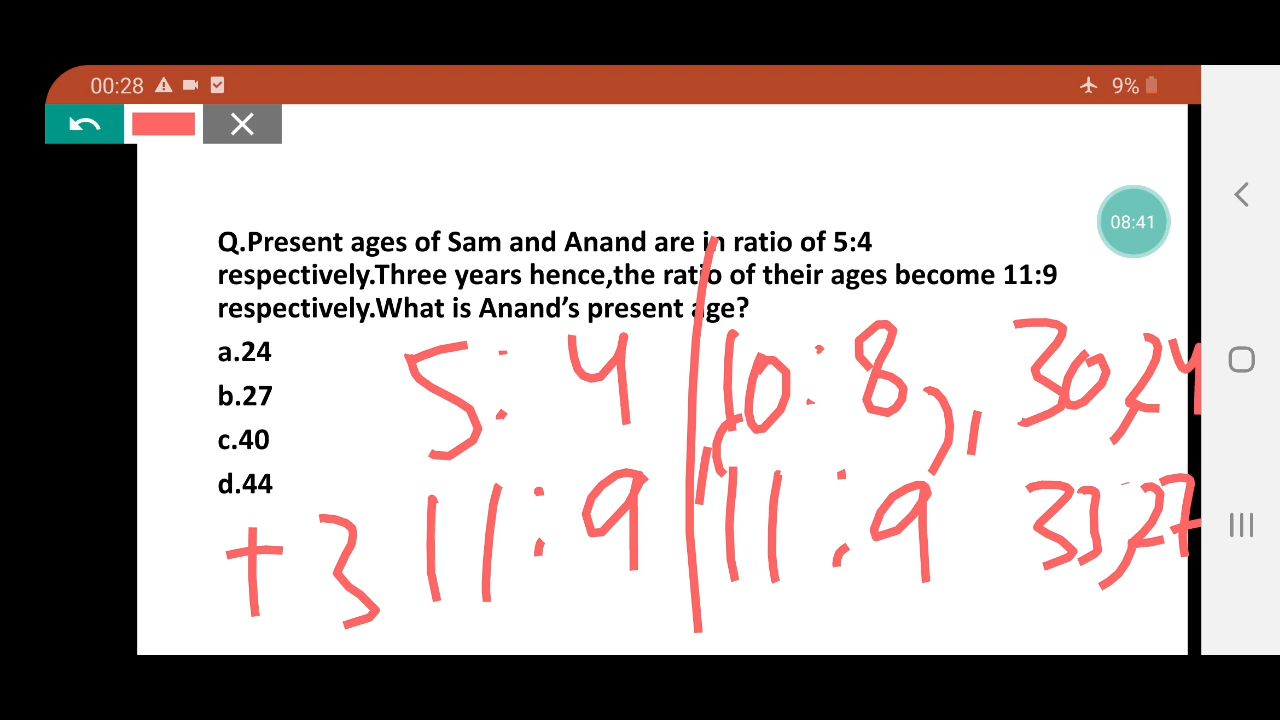 00:28 9%
08:41
Q.Present ages of Sam and Anand are in ratio of 5:4
respectively.Three years hence,the ratio of their ages become 11:9
respectively.What is Anand's present age?
a.24
b.27
c.40
d.44
5:4 10:8, 30,24
+3 11:9 11:9 33,27